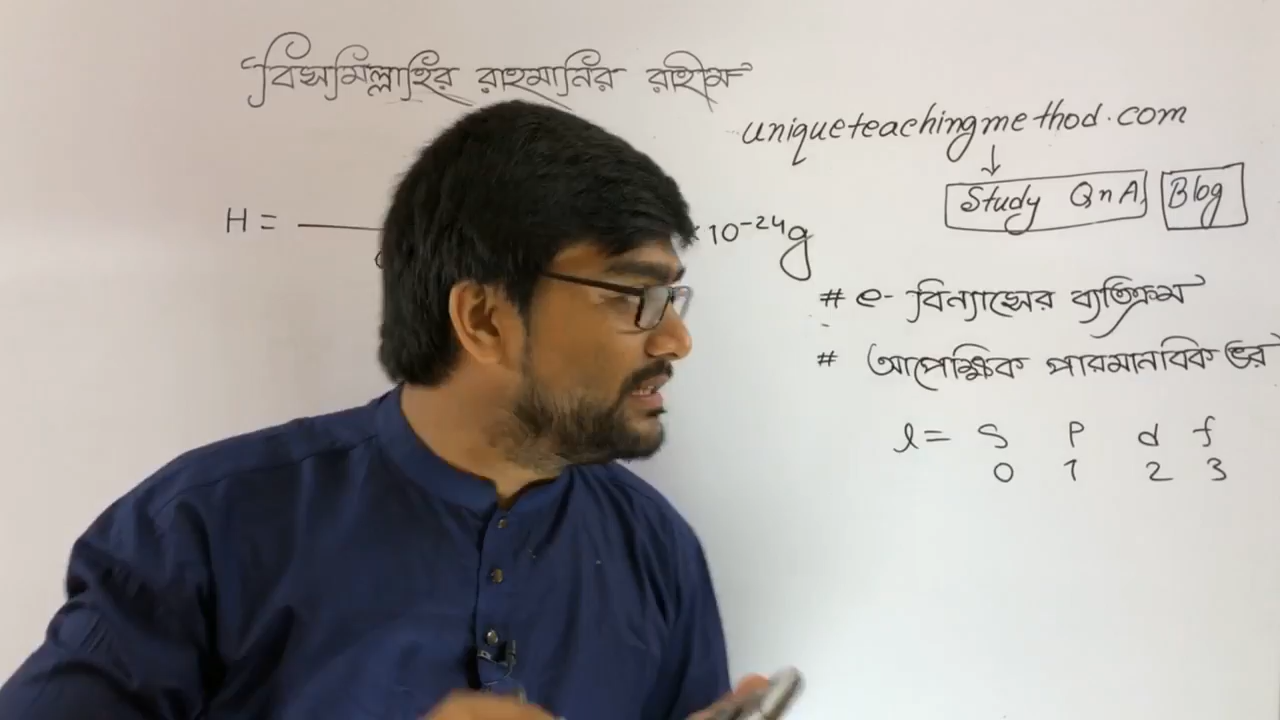 বিসমিল্লাহির রাহমানির রাহীম
uniqueteachingmethod.com
↓
Study QnA, Blog
H = × 10⁻²⁴g
# e- বিন্যাসের ব্যতিক্রম
# আপেক্ষিক পারমানবিক ভর
l = s p d f
0 1 2 3